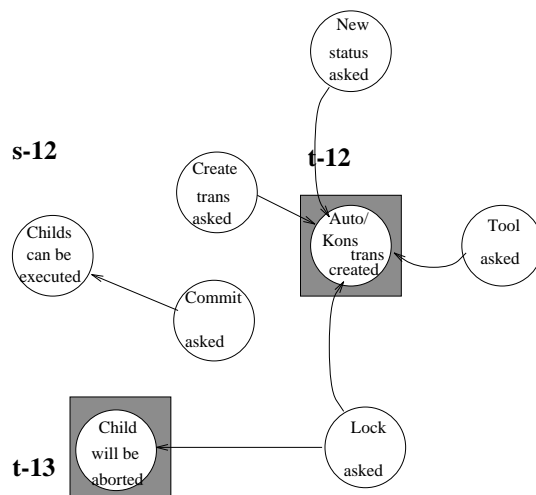 New
status
asked
s-12
t-12
Create
trans
asked
Auto/
Kons
trans
created
Tool
asked
Childs
can be
executed
Commit
asked
Child
will be
aborted
Lock
asked
t-13